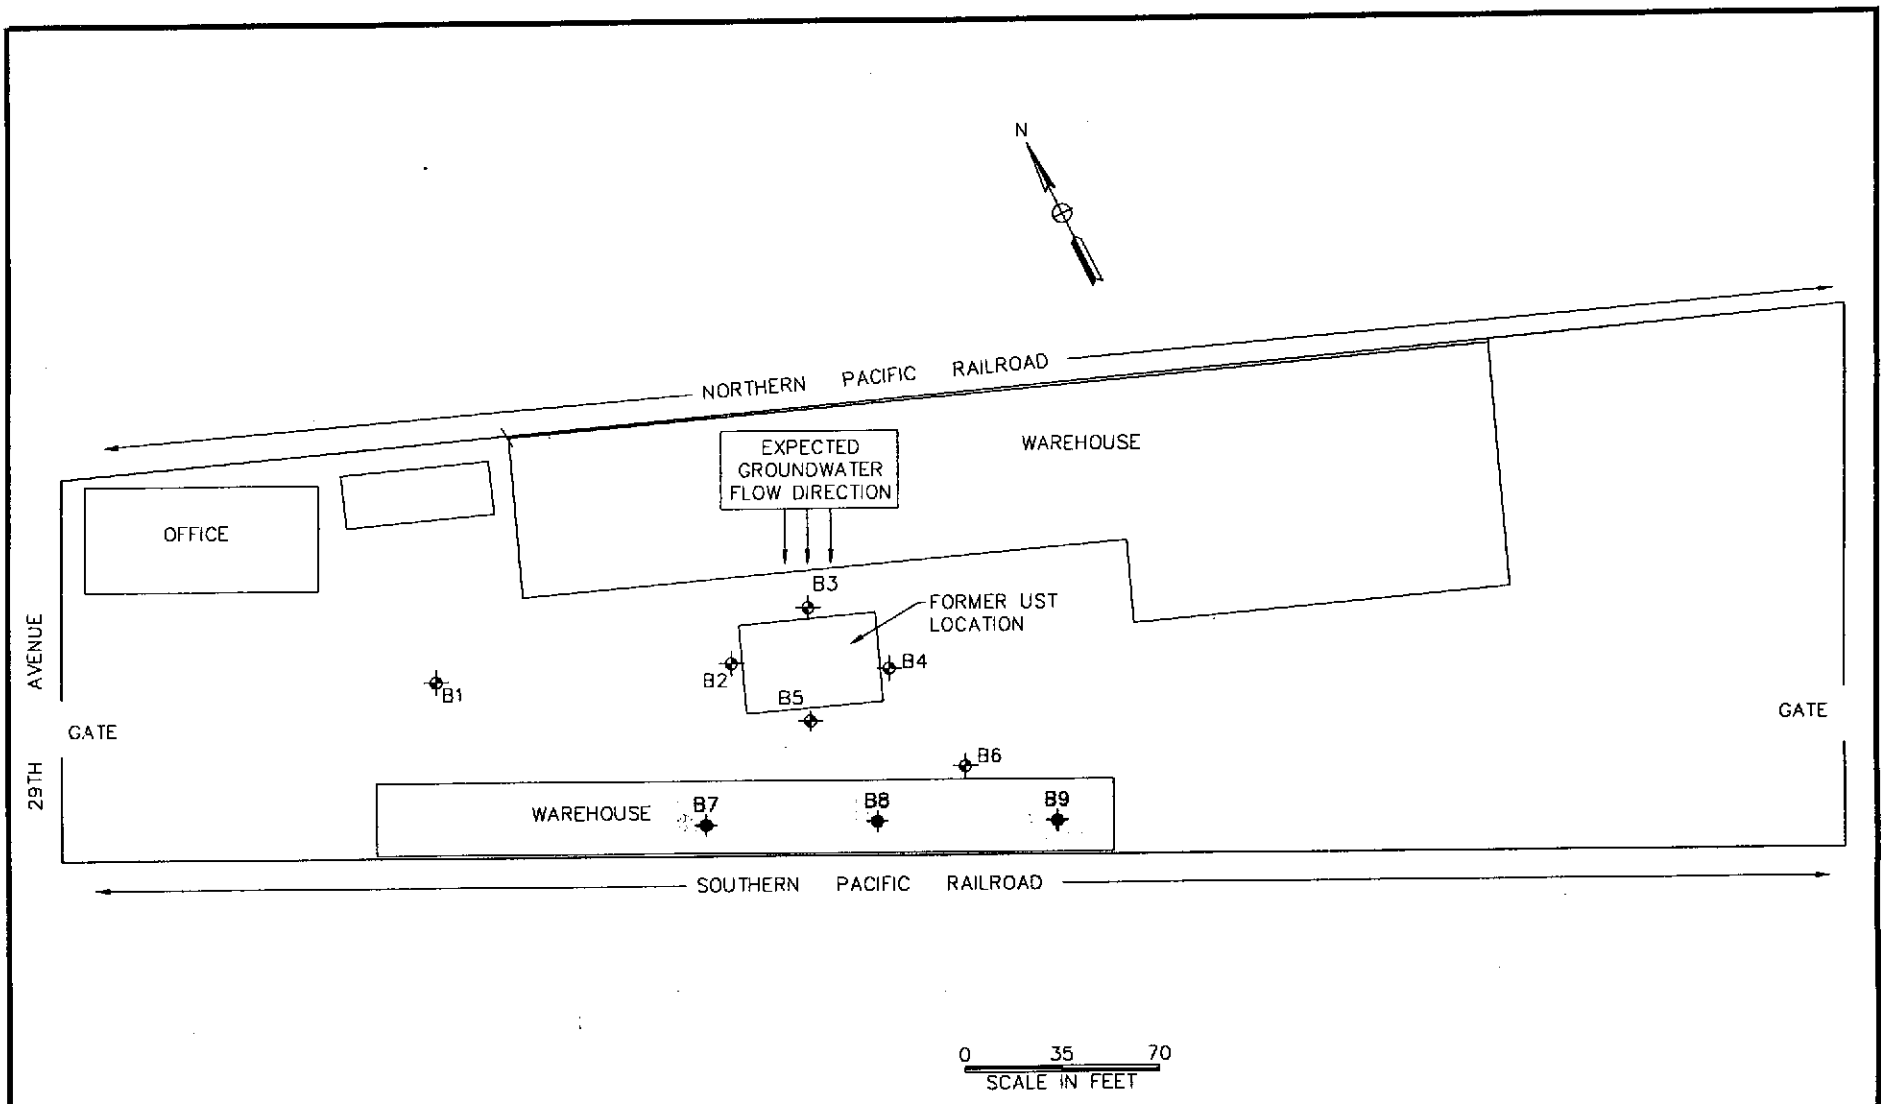 N
NORTHERN PACIFIC RAILROAD
EXPECTED
GROUNDWATER
FLOW DIRECTION
WAREHOUSE
OFFICE
B3
FORMER UST
LOCATION
B2
B4
B1
B5
29TH AVENUE
GATE
GATE
B6
WAREHOUSE
B7
B8
B9
SOUTHERN PACIFIC RAILROAD
0 35 70
SCALE IN FEET